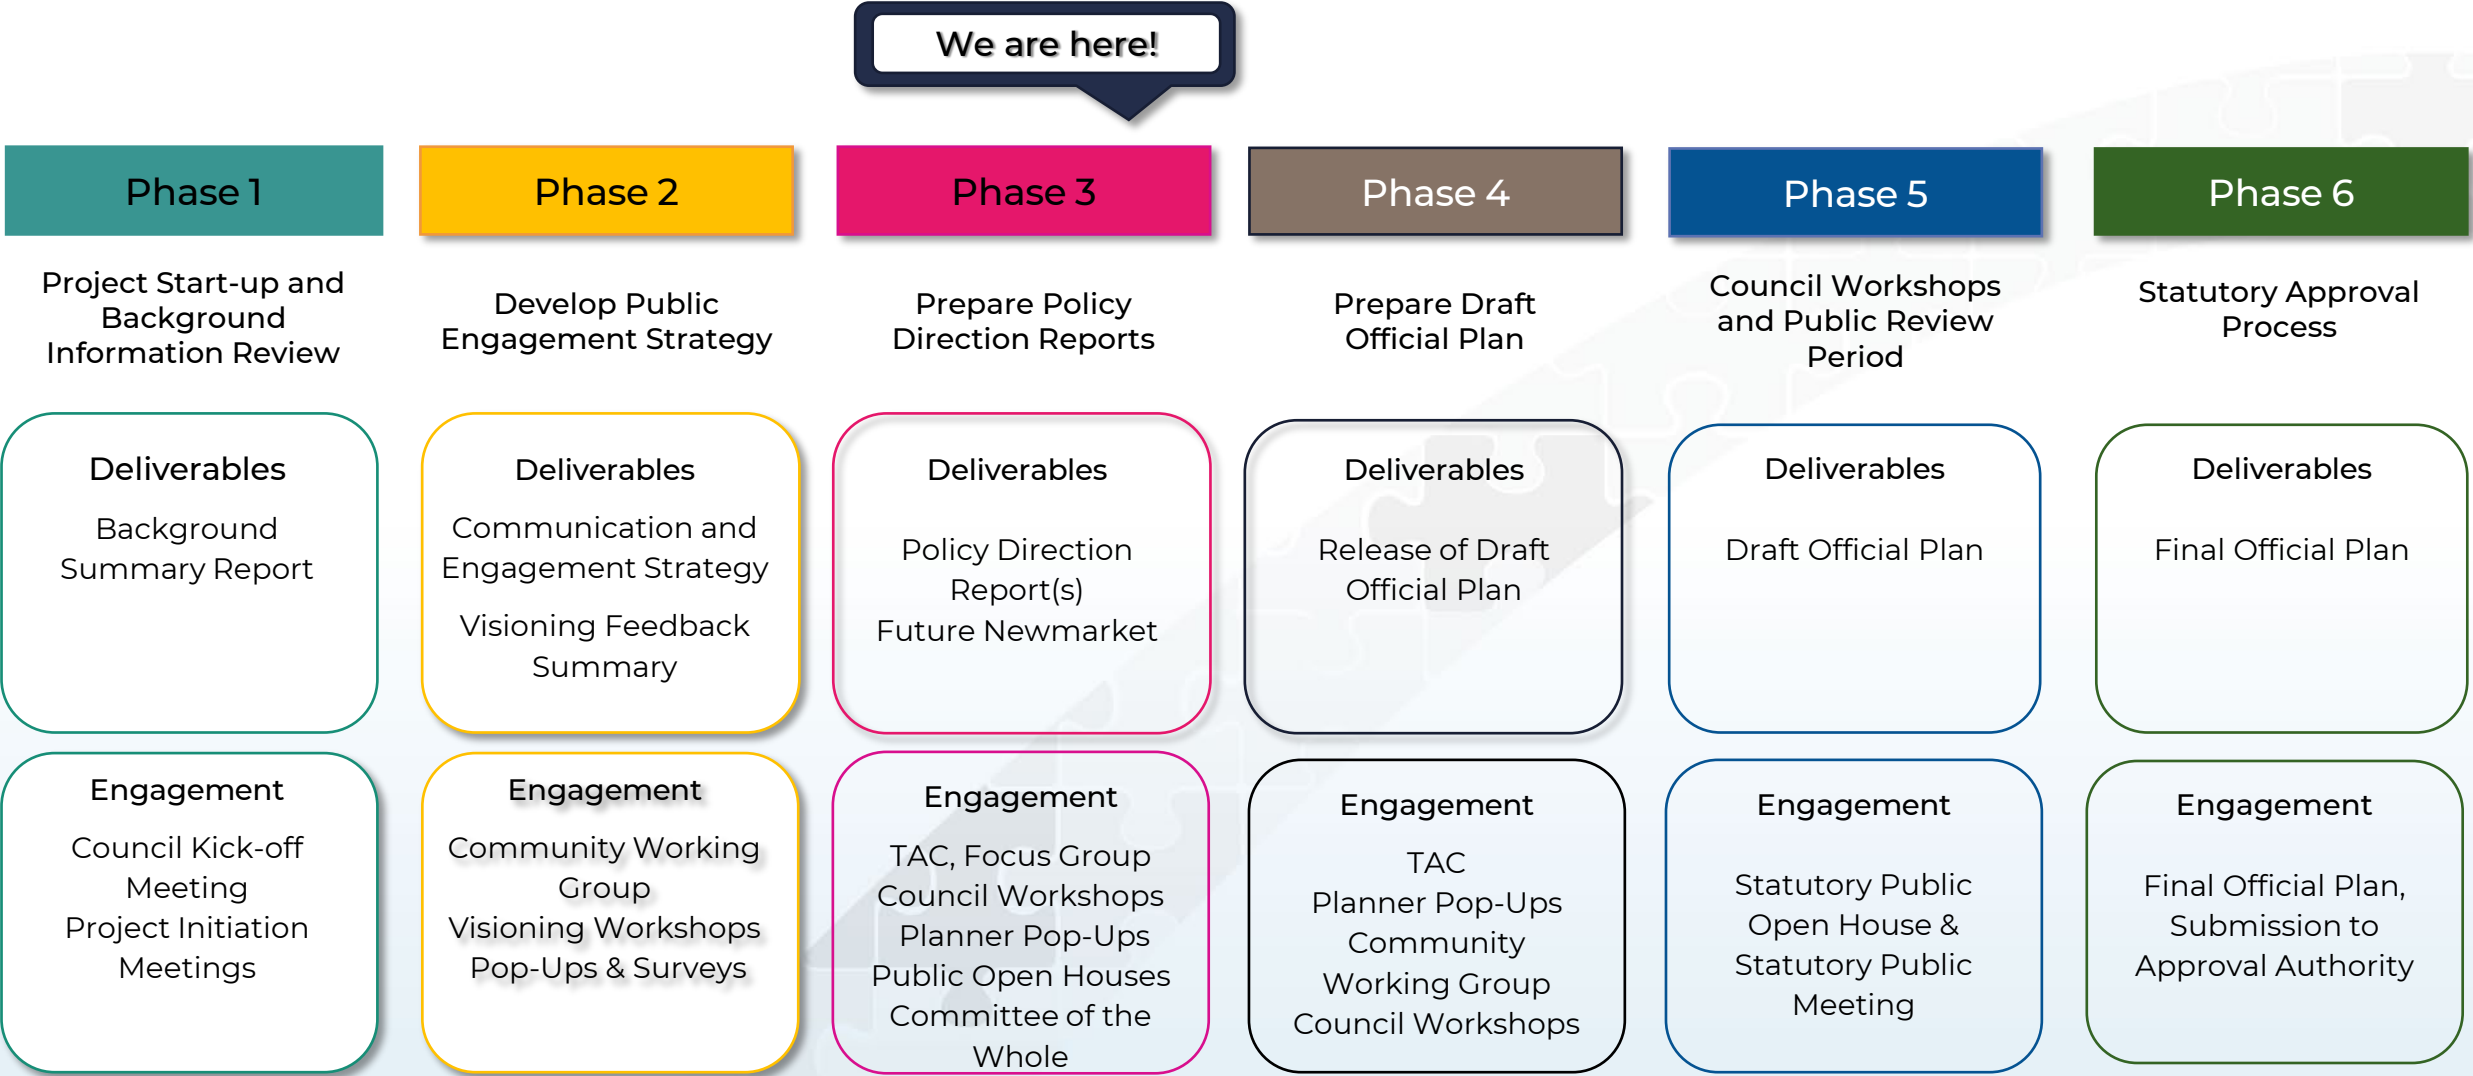 We are here!
Phase 1
Project Start-up and
Background
Information Review
Deliverables
Background
Summary Report
Engagement
Council Kick-off
Meeting
Project Initiation
Meetings
Phase 2
Develop Public
Engagement Strategy
Deliverables
Communication and
Engagement Strategy
Visioning Feedback
Summary
Engagement
Community Working
Group
Visioning Workshops
Pop-Ups & Surveys
Phase 3
Prepare Policy
Direction Reports
Deliverables
Policy Direction
Report(s)
Future Newmarket
Engagement
TAC, Focus Group
Council Workshops
Planner Pop-Ups
Public Open Houses
Committee of the
Whole
Phase 4
Prepare Draft
Official Plan
Deliverables
Release of Draft
Official Plan
Engagement
TAC
Planner Pop-Ups
Community
Working Group
Council Workshops
Phase 5
Council Workshops
and Public Review
Period
Deliverables
Draft Official Plan
Engagement
Statutory Public
Open House &
Statutory Public
Meeting
Phase 6
Statutory Approval
Process
Deliverables
Final Official Plan
Engagement
Final Official Plan,
Submission to
Approval Authority